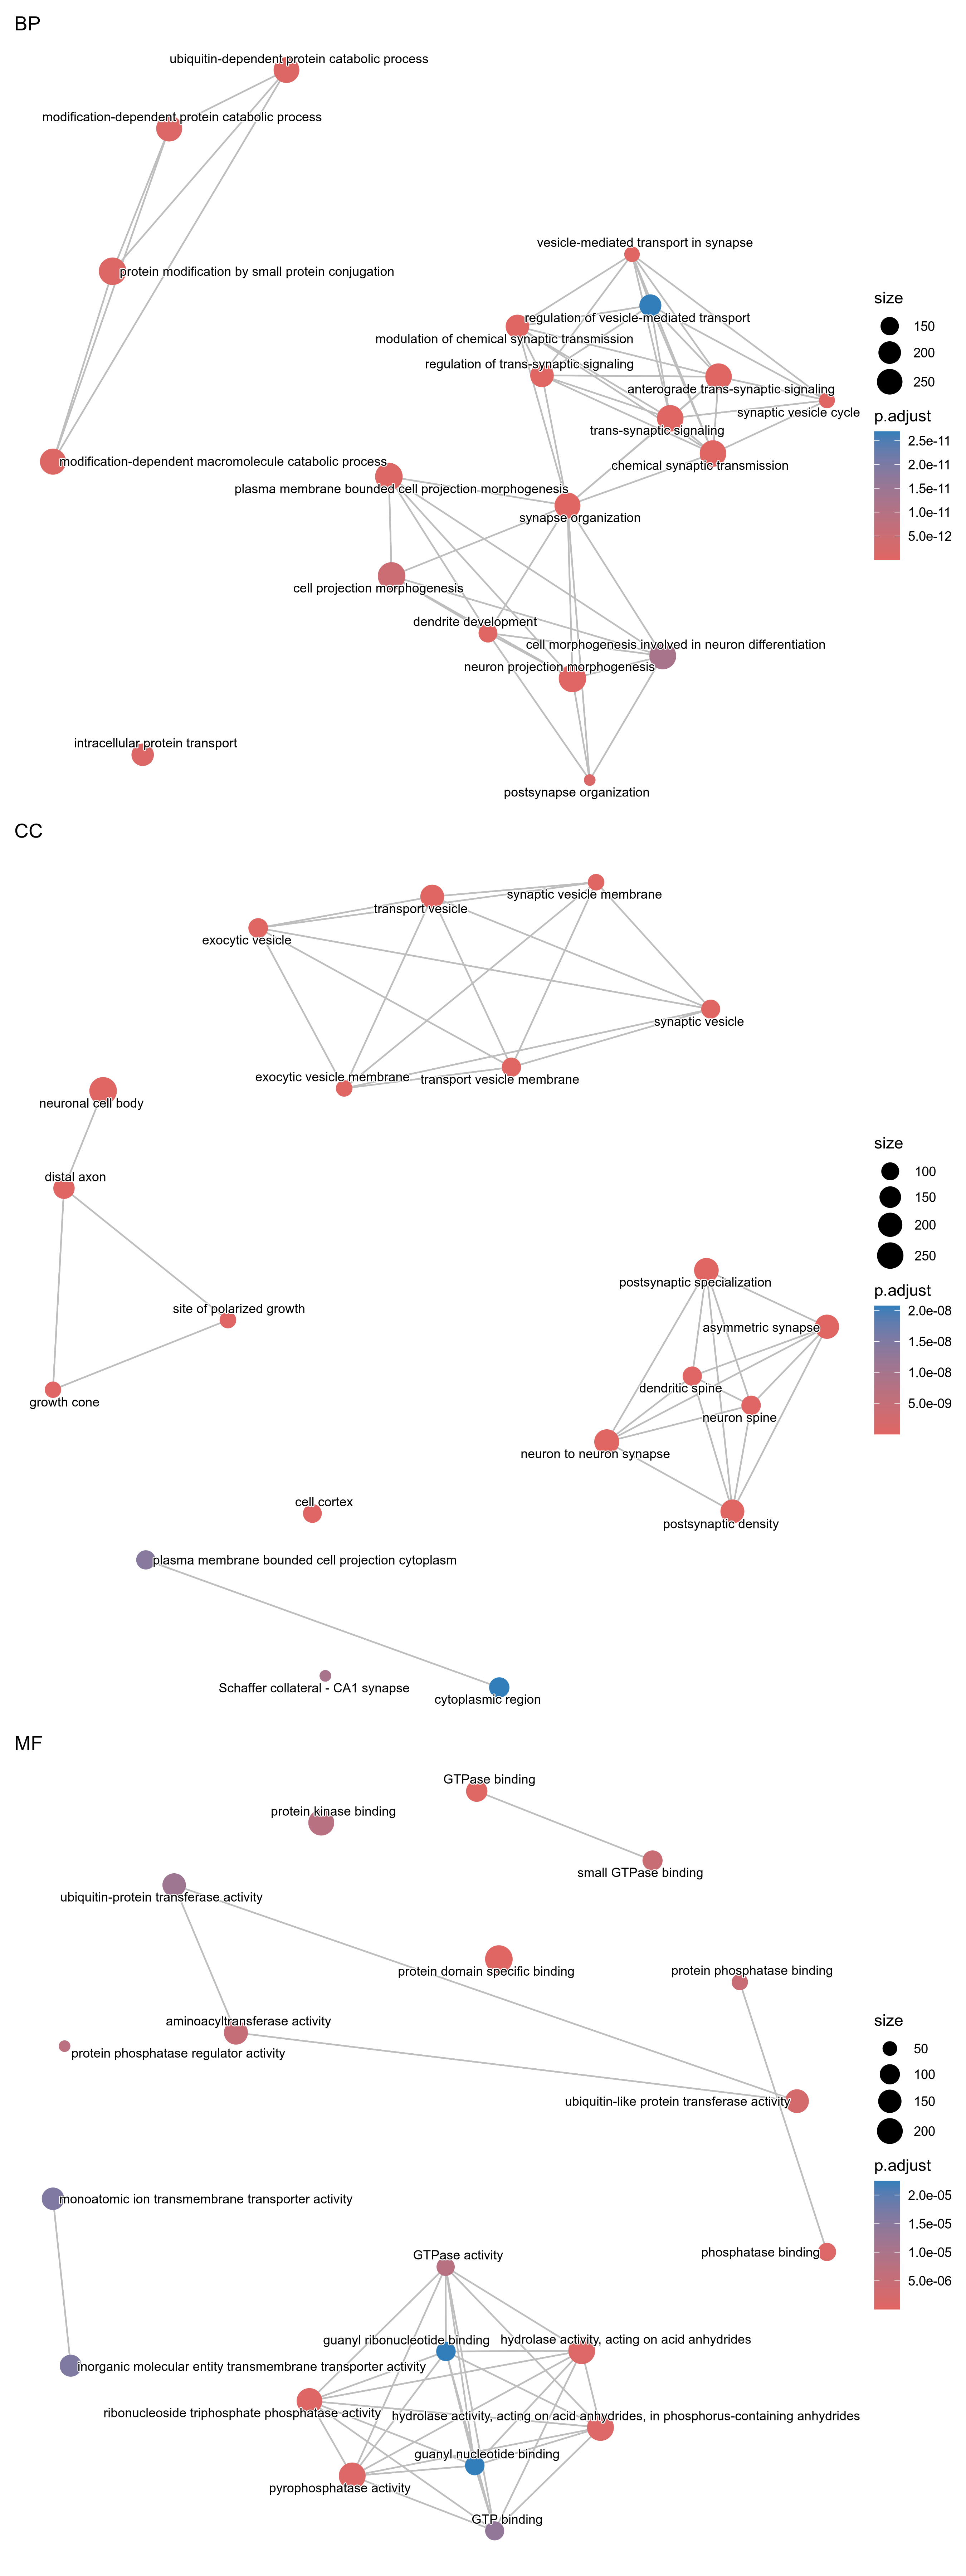 BP
ubiquitin-dependent protein catabolic process
modification-dependent protein catabolic process
vesicle-mediated transport in synapse
protein modification by small protein conjugation
size
regulation of vesicle-mediated transport
150
modulation of chemical synaptic transmission
200
regulation of trans-synaptic signaling
250
anterograde trans-synaptic signaling
synaptic vesicle cycle
p.adjust
trans-synaptic signaling
2.5e-11
modification-dependent macromolecule catabolic process
chemical synaptic transmission
2.0e-11
plasma membrane bounded cell projection morphogenesis
1.5e-11
synapse organization
1.0e-11
5.0e-12
cell projection morphogenesis
dendrite development
cell morphogenesis involved in neuron differentiation
neuron projection morphogenesis
intracellular protein transport
postsynapse organization
CC
synaptic vesicle membrane
transport vesicle
exocytic vesicle
synaptic vesicle
exocytic vesicle membrane
transport vesicle membrane
neuronal cell body
size
distal axon
100
150
200
250
postsynaptic specialization
p.adjust
site of polarized growth
2.0e-08
asymmetric synapse
1.5e-08
dendritic spine
1.0e-08
growth cone
5.0e-09
neuron spine
neuron to neuron synapse
cell cortex
postsynaptic density
plasma membrane bounded cell projection cytoplasm
Schaffer collateral - CA1 synapse
cytoplasmic region
MF
GTPase binding
protein kinase binding
small GTPase binding
ubiquitin-protein transferase activity
protein domain specific binding
protein phosphatase binding
aminoacyltransferase activity
size
protein phosphatase regulator activity
50
100
ubiquitin-like protein transferase activity
150
200
p.adjust
monoatomic ion transmembrane transporter activity
2.0e-05
1.5e-05
phosphatase binding
1.0e-05
GTPase activity
5.0e-06
guanyl ribonucleotide binding
hydrolase activity, acting on acid anhydrides
inorganic molecular entity transmembrane transporter activity
ribonucleoside triphosphate phosphatase activity
hydrolase activity, acting on acid anhydrides, in phosphorus-containing anhydrides
guanyl nucleotide binding
pyrophosphatase activity
GTP binding